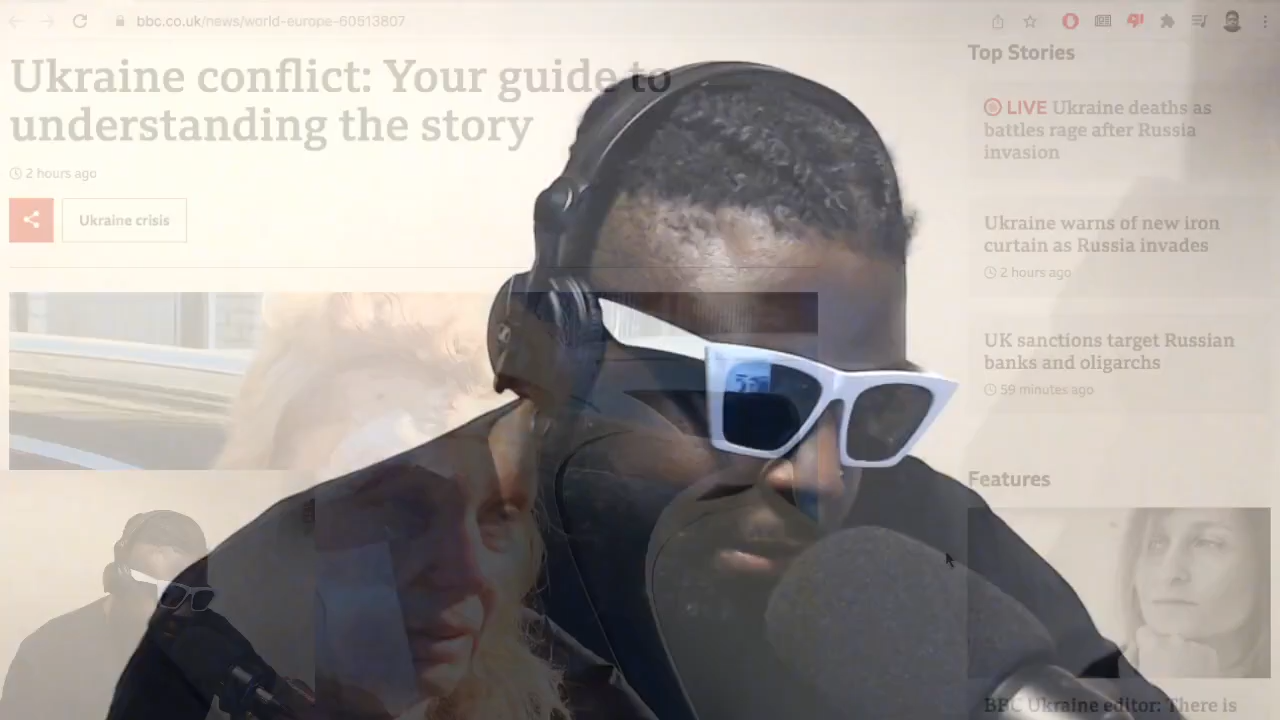 bbc.co.uk/news/world-europe-60513807
Ukraine conflict: Your guide to
understanding the story
2 hours ago
Ukraine crisis
Top Stories
LIVE Ukraine deaths as
battles rage after Russia
invasion
Ukraine warns of new iron
curtain as Russia invades
2 hours ago
UK sanctions target Russian
banks and oligarchs
59 minutes ago
Features
BBC Ukraine editor: There is